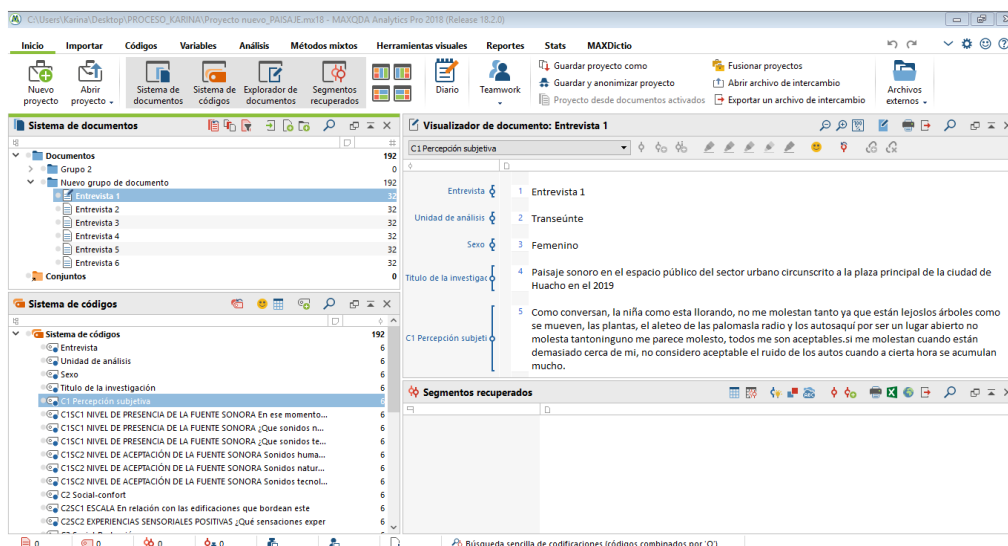 C:\Users\Karina\Desktop\PROCESO_KARINA\Proyecto nuevo_PAISAJE.mx18 - MAXQDA Analytics Pro 2018 (Release 18.2.0)
Inicio Importar Códigos Variables Análisis Métodos mixtos Herramientas visuales Reportes Stats MAXDictio
Nuevo proyecto
Abrir proyecto
Sistema de documentos
Sistema de códigos
Explorador de documentos
Segmentos recuperados
Diario
Teamwork
Guardar proyecto como
Guardar y anonimizar proyecto
Proyecto desde documentos activados
Fusionar proyectos
Abrir archivo de intercambio
Exportar un archivo de intercambio
Archivos externos
Sistema de documentos
Documentos 192
Grupo 2 0
Nuevo grupo de documento 192
Entrevista 1 32
Entrevista 2 32
Entrevista 3 32
Entrevista 4 32
Entrevista 5 32
Entrevista 6 32
Conjuntos 0
Sistema de códigos
Sistema de códigos 192
Entrevista 6
Unidad de análisis 6
Sexo 6
Titulo de la investigación 6
C1 Percepción subjetiva 6
C1SC1 NIVEL DE PRESENCIA DE LA FUENTE SONORA En ese momento... 6
C1SC1 NIVEL DE PRESENCIA DE LA FUENTE SONORA ¿Que sonidos n... 6
C1SC1 NIVEL DE PRESENCIA DE LA FUENTE SONORA ¿Que sonidos te... 6
C1SC2 NIVEL DE ACEPTACIÓN DE LA FUENTE SONORA Sonidos huma... 6
C1SC2 NIVEL DE ACEPTACIÓN DE LA FUENTE SONORA Sonidos natur... 6
C1SC2 NIVEL DE ACEPTACIÓN DE LA FUENTE SONORA Sonidos tecnol... 6
C2 Social-confort 6
C2SC1 ESCALA En relación con las edificaciones que bordean este 6
C2SC2 EXPERIENCIAS SENSORIALES POSITIVAS ¿Qué sensaciones exper 6
0 0 0 0
Visualizador de documento: Entrevista 1
C1 Percepción subjetiva
Entrevista 1 Entrevista 1
Unidad de análisis 2 Transeúnte
Sexo 3 Femenino
Titulo de la investigac 4 Paisaje sonoro en el espacio público del sector urbano circunscrito a la plaza principal de la ciudad de
Huacho en el 2019
5 Como conversan, la niña como esta llorando, no me molestan tanto ya que están lejoslos árboles como
se mueven, las plantas, el aleteo de las palomasla radio y los autosaquí por ser un lugar abierto no
C1 Percepción subjeti molesta tantoninguno me parece molesto, todos me son aceptables.si me molestan cuando están
demasiado cerca de mi, no considero aceptable el ruido de los autos cuando a cierta hora se acumulan
mucho.
Segmentos recuperados
Búsqueda sencilla de codificaciones (códigos combinados por 'O')